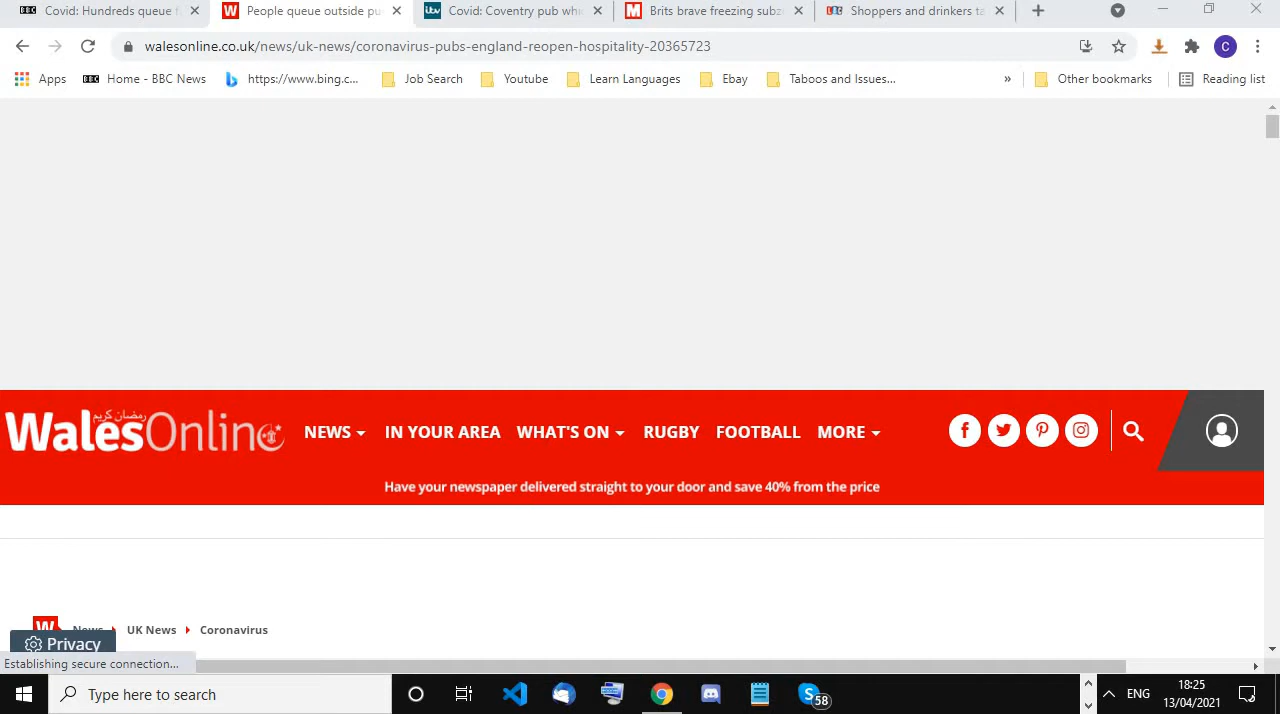 Covid: Hundreds queue f
People queue outside pu
Covid: Coventry pub whi
Brits brave freezing subz
Shoppers and drinkers ta
walesonline.co.uk/news/uk-news/coronavirus-pubs-england-reopen-hospitality-20365723
C
Apps
BBC
Home - BBC News
https://www.bing.c...
Job Search
Youtube
Learn Languages
Ebay
Taboos and Issues...
»
Other bookmarks
Reading list
رمضان كريم
WalesOnline
NEWS
IN YOUR AREA
WHAT'S ON
RUGBY
FOOTBALL
MORE
Have your newspaper delivered straight to your door and save 40% from the price
W
News
UK News
Coronavirus
Privacy
Establishing secure connection...
Type here to search
58
ENG
18:25
13/04/2021